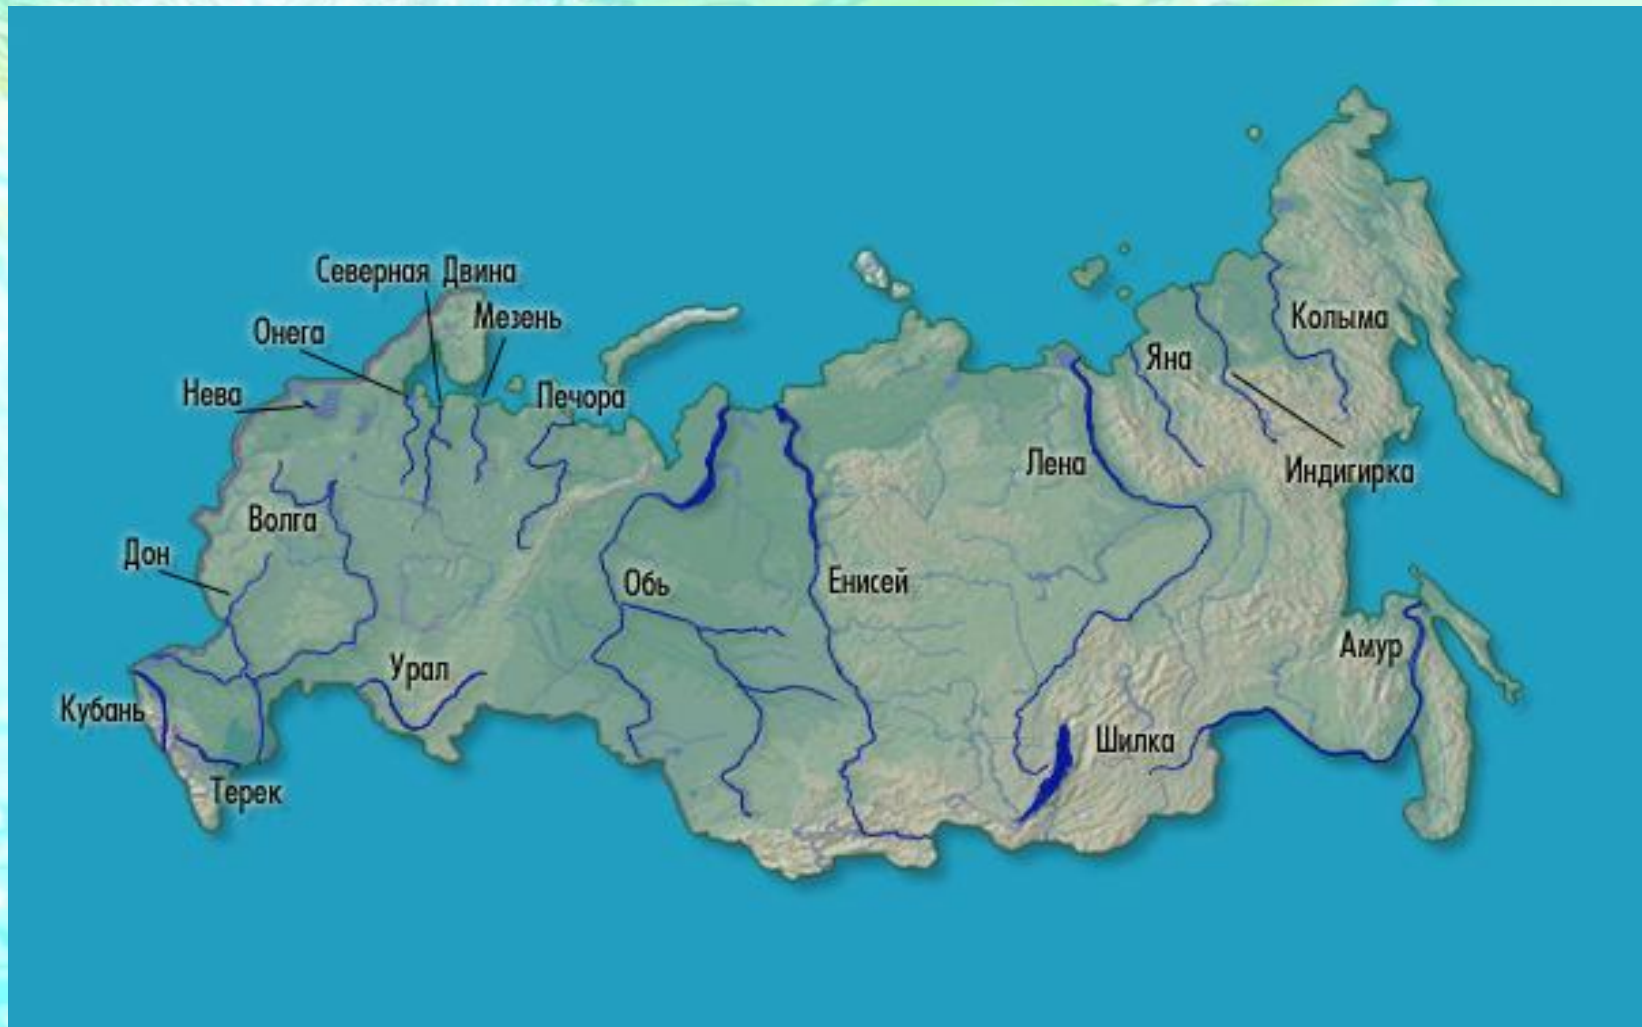 Северная Двина
Мезень
Онега
Колыма
Яна
Нева
Печора
Лена
Индигирка
Волга
Дон
Обь
Енисей
Амур
Урал
Кубань
Шилка
Терек